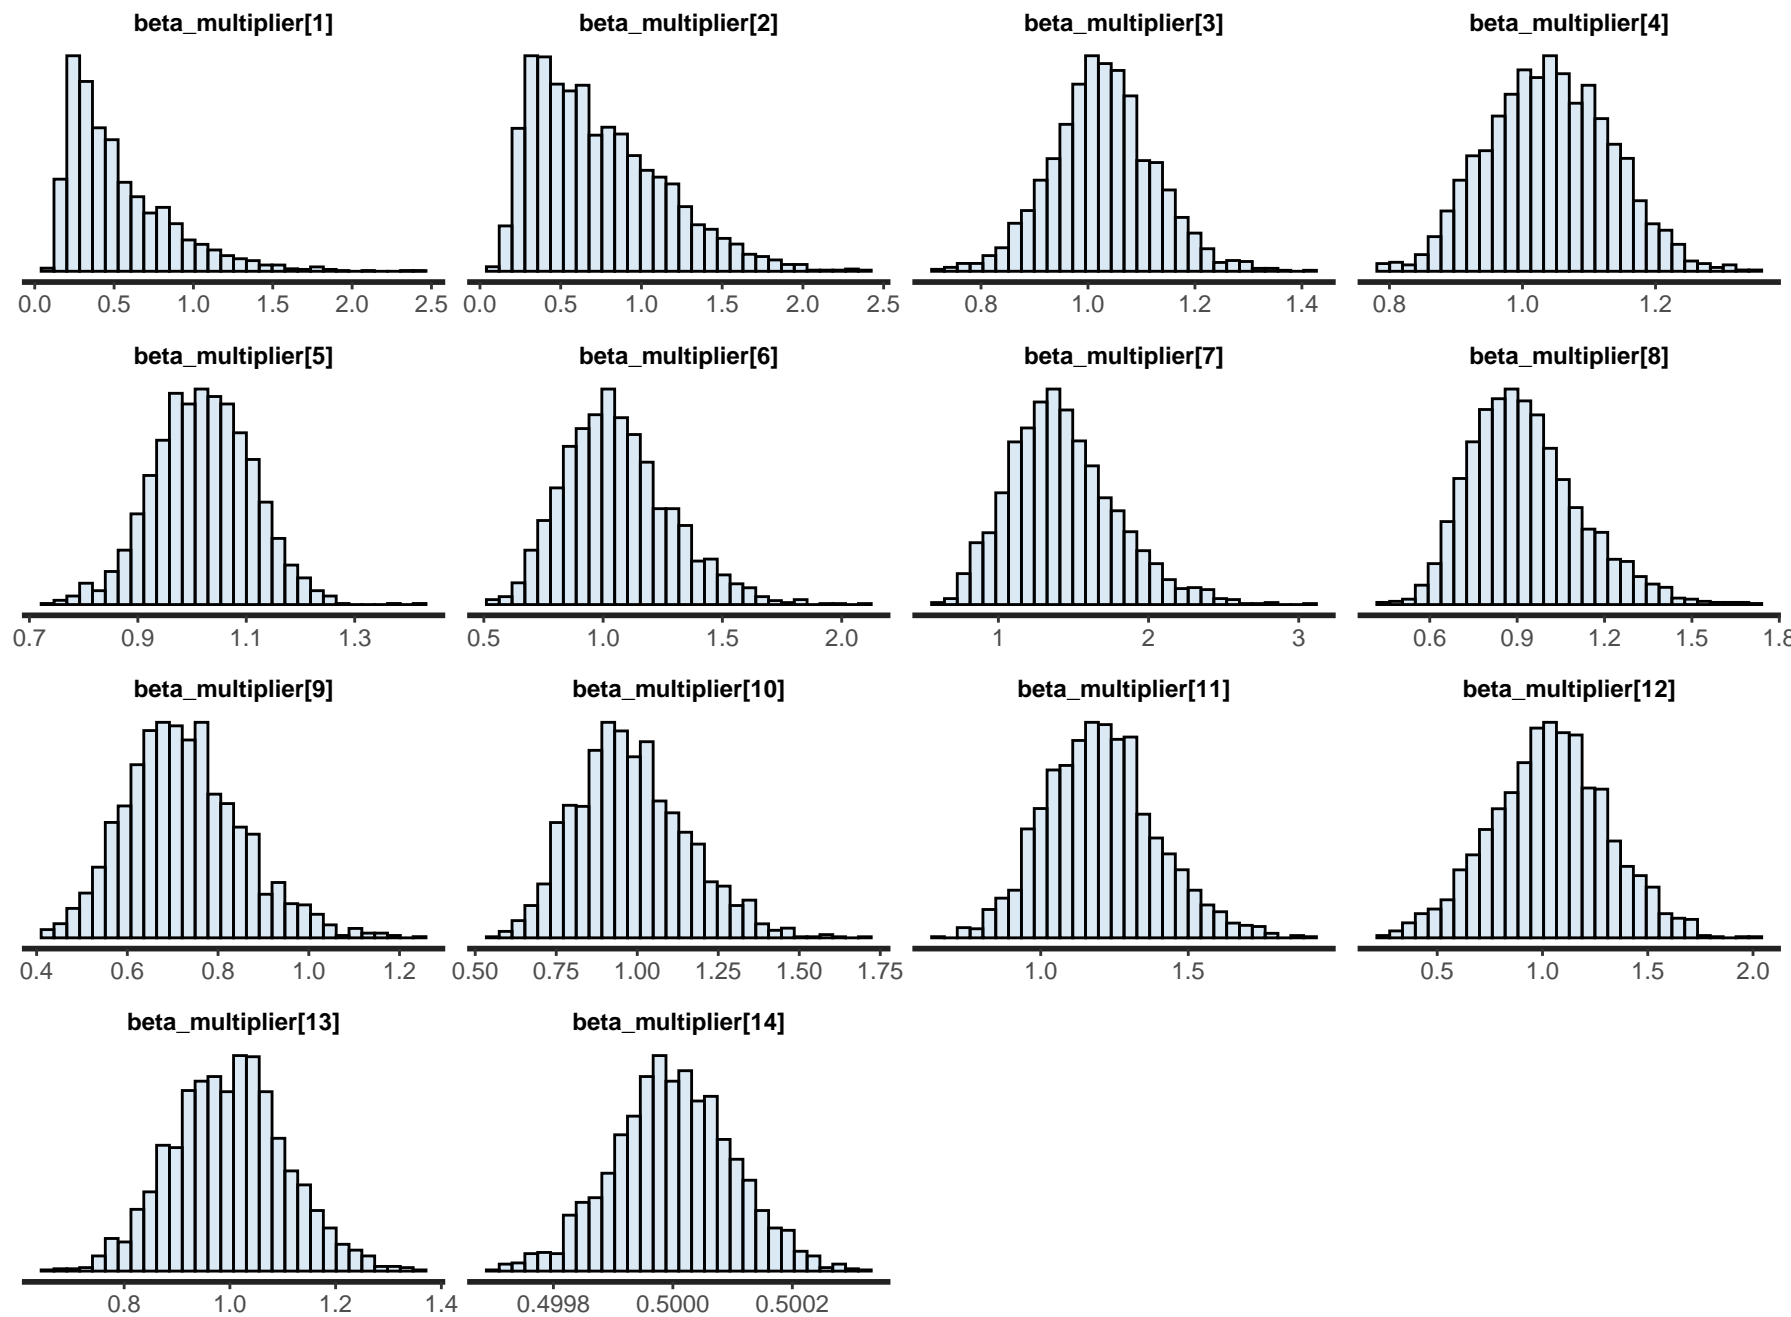 beta_multiplier[1] beta_multiplier[2] beta_multiplier[3] beta_multiplier[4]
0.0 0.5 1.0 1.5 2.0 2.5 0.0 0.5 1.0 1.5 2.0 2.5 0.8 1.0 1.2 1.4 0.8 1.0 1.2
beta_multiplier[5] beta_multiplier[6] beta_multiplier[7] beta_multiplier[8]
0.7 0.9 1.1 1.3 0.5 1.0 1.5 2.0 1 2 3 0.6 0.9 1.2 1.5 1.8
beta_multiplier[9] beta_multiplier[10] beta_multiplier[11] beta_multiplier[12]
0.4 0.6 0.8 1.0 1.2 0.50 0.75 1.00 1.25 1.50 1.75 1.0 1.5 0.5 1.0 1.5 2.0
beta_multiplier[13] beta_multiplier[14]
0.8 1.0 1.2 1.4 0.4998 0.5000 0.5002